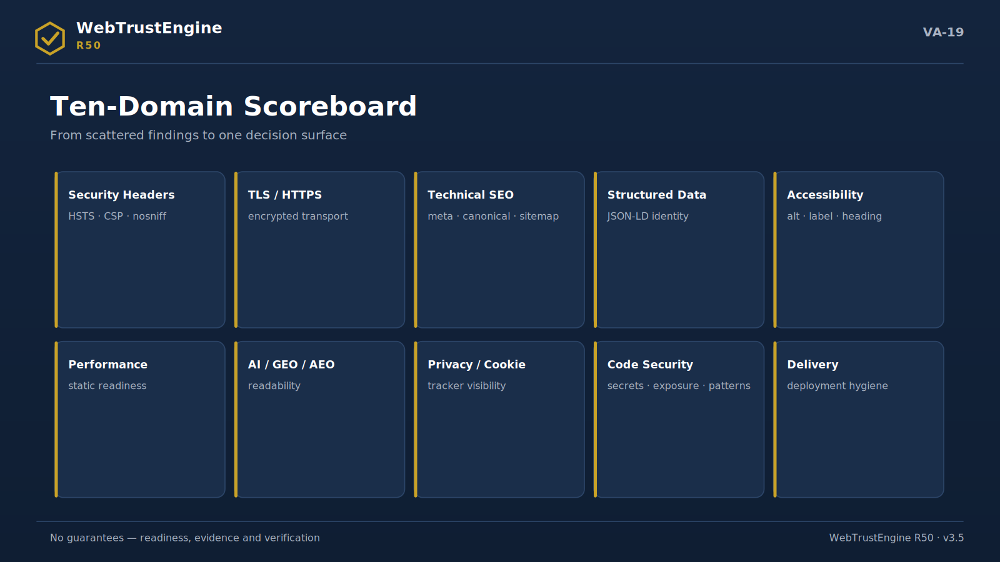 WebTrustEngine
R50
VA-19
Ten-Domain Scoreboard
From scattered findings to one decision surface
Security Headers
HSTS · CSP · nosniff
TLS / HTTPS
encrypted transport
Technical SEO
meta · canonical · sitemap
Structured Data
JSON-LD identity
Accessibility
alt · label · heading
Performance
static readiness
AI / GEO / AEO
readability
Privacy / Cookie
tracker visibility
Code Security
secrets · exposure · patterns
Delivery
deployment hygiene
No guarantees — readiness, evidence and verification
WebTrustEngine R50 · v3.5